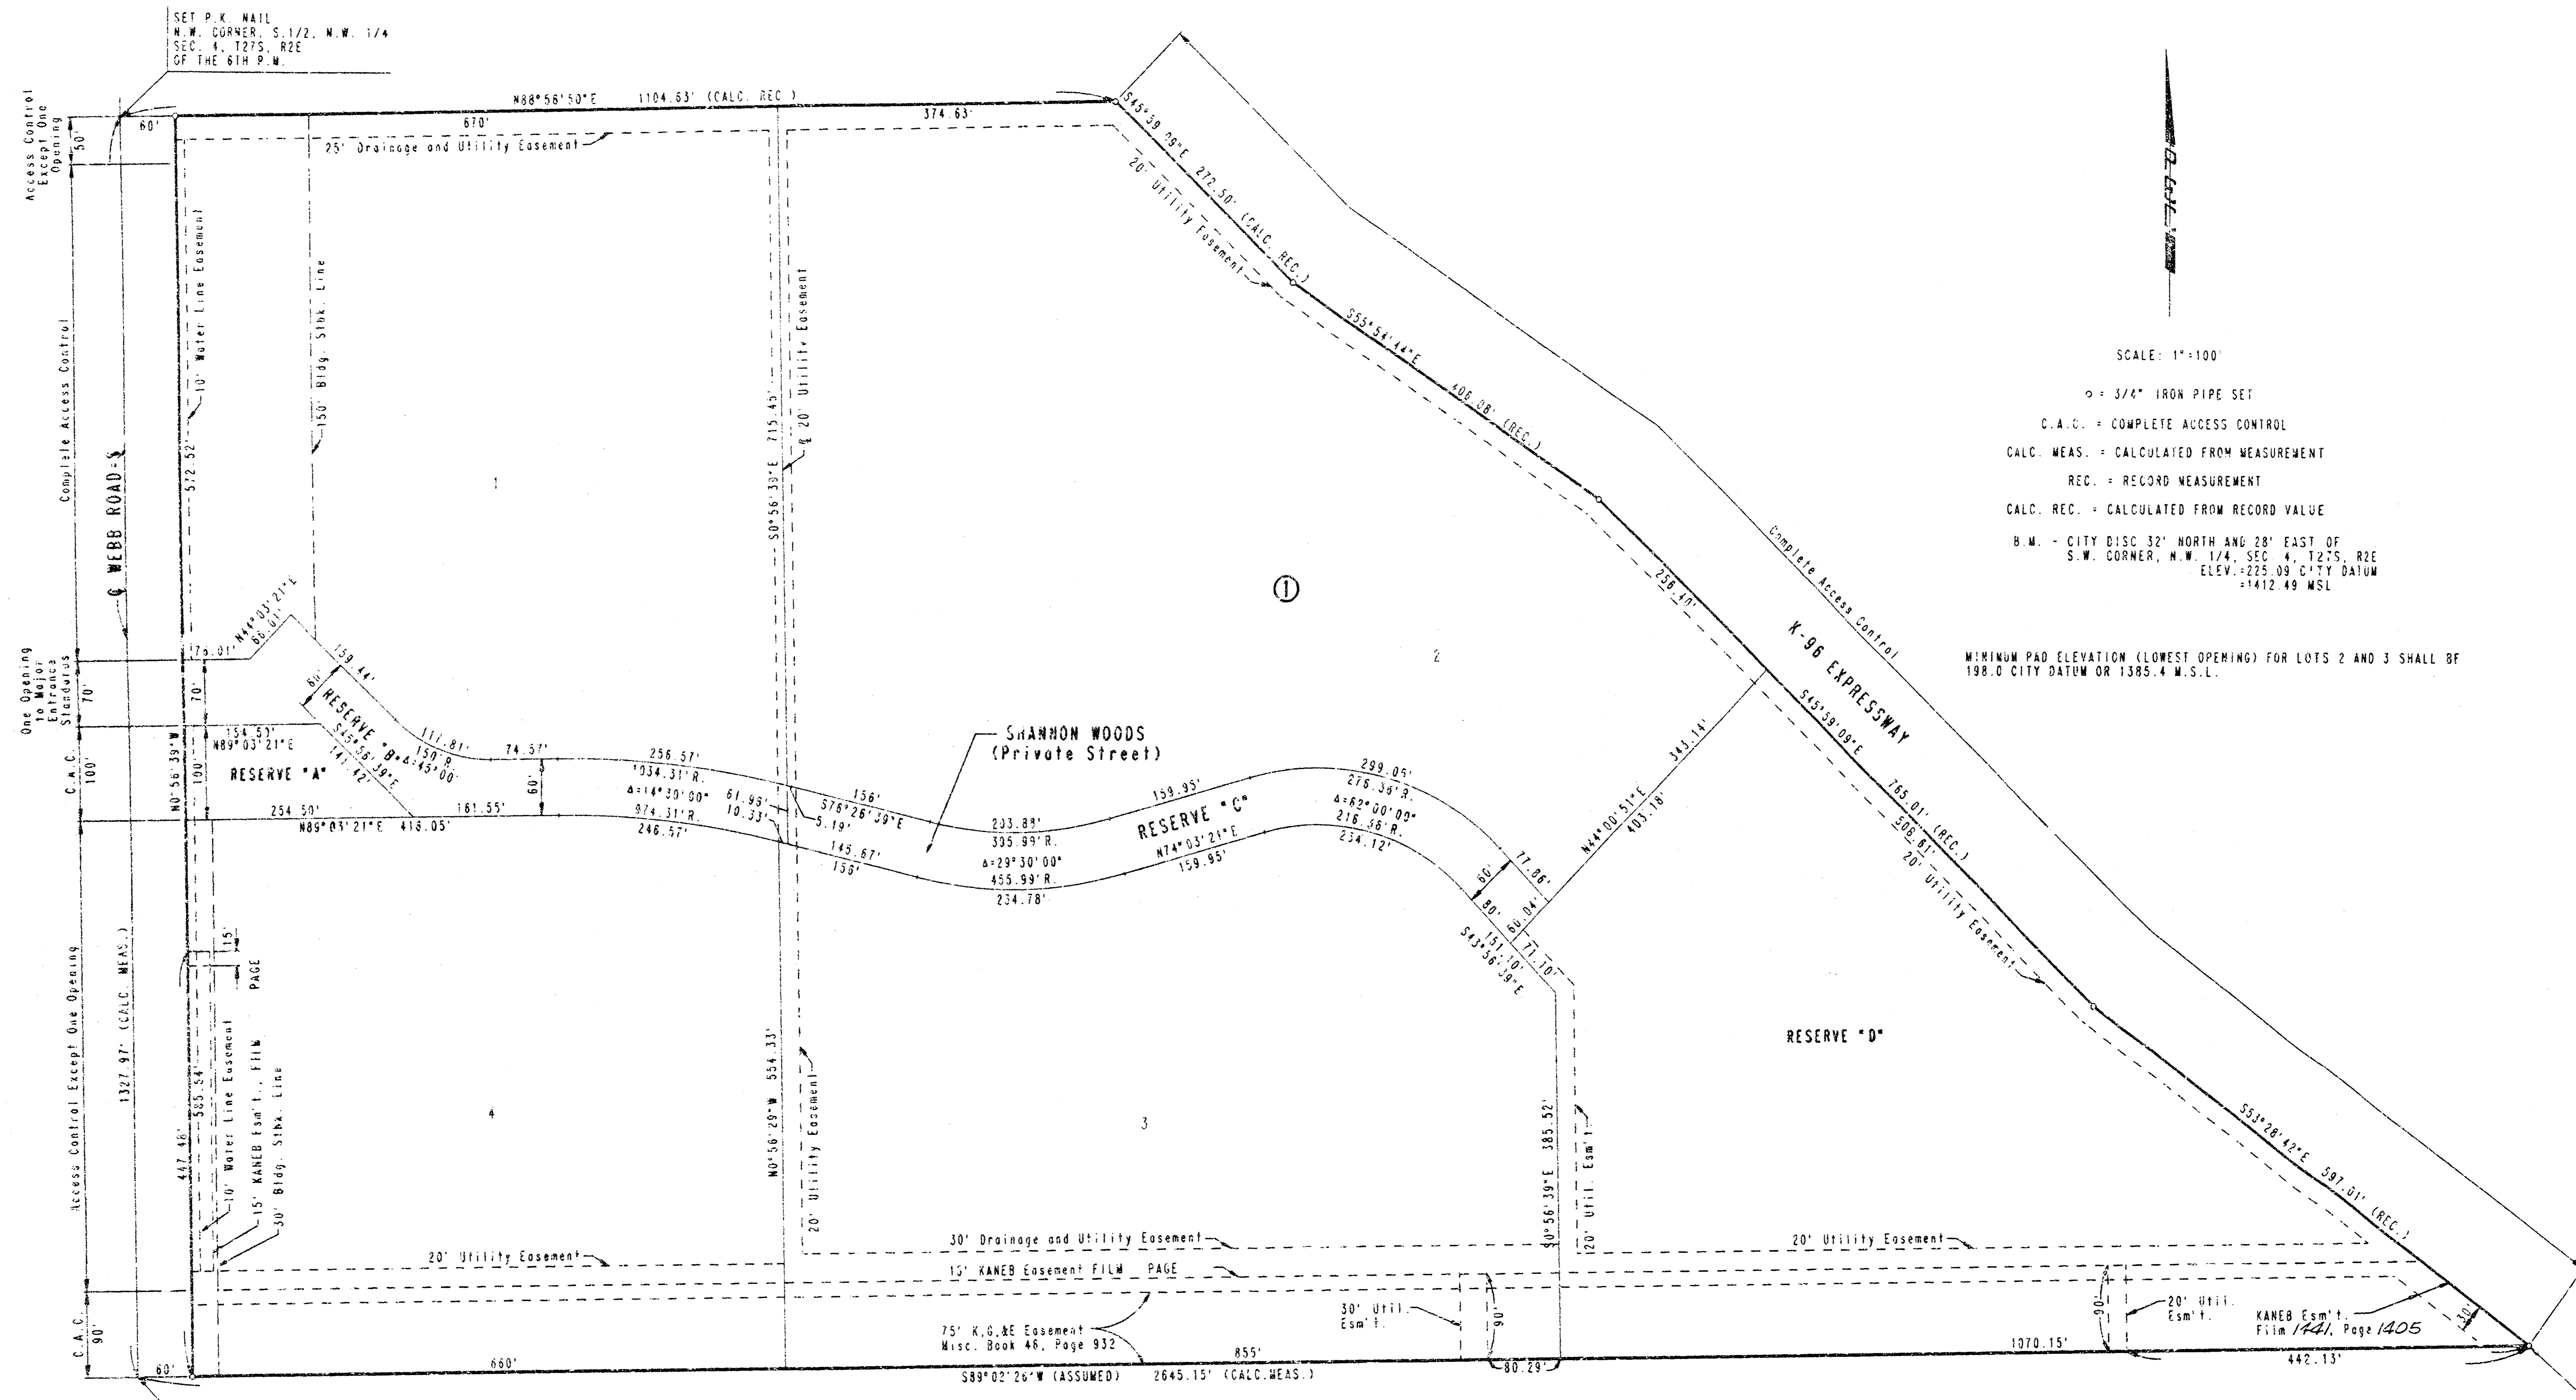 SET P.K. NAIL
N.W. CORNER, S.1/2, N.W. 1/4
SEC. 4, T27S, R2E
OF THE 6TH P.M.
N88°56'50"E 1104.63' (CALC. REC.)
60'
670'
374.63'
25' Drainage and Utility Easement
Access Control
Except One
Opening
50'
S45°59'09"E 272.50' (CALC. REC.)
20' Utility Easement
S55°54'44"E 406.08' (REC.)
SCALE: 1"=100'
o = 3/4" IRON PIPE SET
C.A.C. = COMPLETE ACCESS CONTROL
CALC. MEAS. = CALCULATED FROM MEASUREMENT
REC. = RECORD MEASUREMENT
CALC. REC. = CALCULATED FROM RECORD VALUE
B.M. - CITY DISC 32' NORTH AND 28' EAST OF
S.W. CORNER, N.W. 1/4, SEC. 4, T27S, R2E
ELEV.=225.09 CITY DATUM
=1412.49 MSL
MINIMUM PAD ELEVATION (LOWEST OPENING) FOR LOTS 2 AND 3 SHALL BE
198.0 CITY DATUM OR 1385.4 M.S.L.
Complete Access Control
WEBB ROAD
572.52'
10' Water Line Easement
150' Bldg. Stbk. Line
1
S0°56'39"E 715.45'
20' Utility Easement
1
2
256.40'
Complete Access Control
K-96 EXPRESSWAY
S45°59'09"E 765.01' (REC.)
508.61'
20' Utility Easement
One Opening
to Major
Entrance
Standards
70'
76.01'
N44°03'21"E
66.01'
70'
159.44'
60'
RESERVE "B"
S45°56'39"E
141.42'
111.81'
150'R.
Δ=45°00'
74.57'
60'
154.50'
N89°03'21"E
RESERVE "A"
C.A.C.
100'
N0°56'39"W
100'
254.50'
N89°03'21"E 416.05'
161.55'
256.57'
1034.31'R.
Δ=14°30'00"
974.31'R.
246.57'
61.96'
10.33'
5.19'
156'
S76°26'39"E
145.67'
156'
SHANNON WOODS
(Private Street)
203.88'
395.99'R.
Δ=29°30'00"
455.99'R.
234.78'
159.95'
RESERVE "C"
N74°03'21"E
159.95'
299.05'
276.36'R.
Δ=62°00'00"
216.36'R.
234.12'
77.86'
60'
80'
60.04'
71.10'
151.10'
S43°56'39"E
343.14'
N44°00'51"E
403.18'
RESERVE "D"
Access Control Except One Opening
1327.97' (CALC. MEAS.)
15'
585.54'
447.48'
10' Water Line Easement
15' KANEB Esm't., FILM PAGE
30' Bldg. Stbk. Line
4
N0°56'29"W 554.33'
20' Utility Easement
3
S0°56'39"E 385.52'
20' Util. Esm't.
S53°28'42"E 597.01' (REC.)
20' Utility Easement
30' Drainage and Utility Easement
20' Utility Easement
15' KANEB Easement FILM PAGE
C.A.C.
90'
75' K.G.&E Easement
Misc. Book 46, Page 932
30' Util.
Esm't.
90'
90'
20' Util.
Esm't.
KANEB Esm't.
Film 1441, Page 1405
30'
60'
660'
855'
80.29'
1070.15'
442.13'
S89°02'26"W (ASSUMED) 2645.15' (CALC.MEAS.)